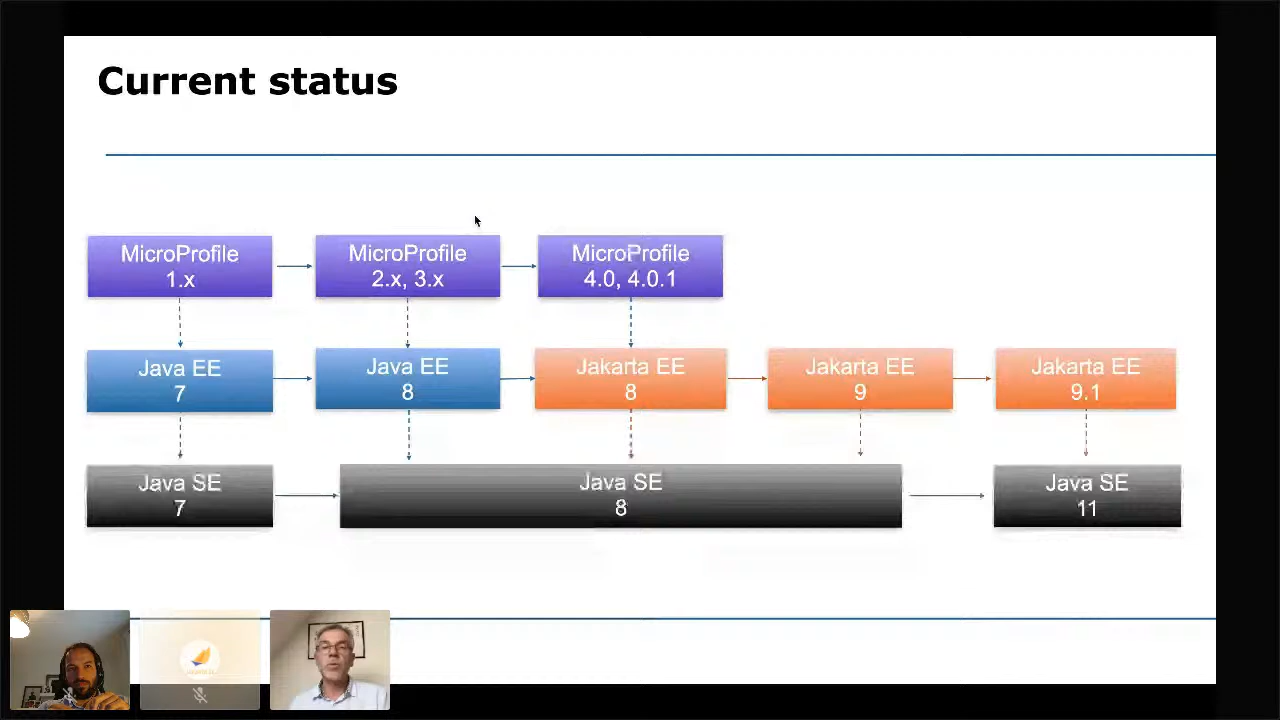 Current status
MicroProfile
1.x
MicroProfile
2.x, 3.x
MicroProfile
4.0, 4.0.1
Java EE
7
Java EE
8
Jakarta EE
8
Jakarta EE
9
Jakarta EE
9.1
Java SE
7
Java SE
8
Java SE
11